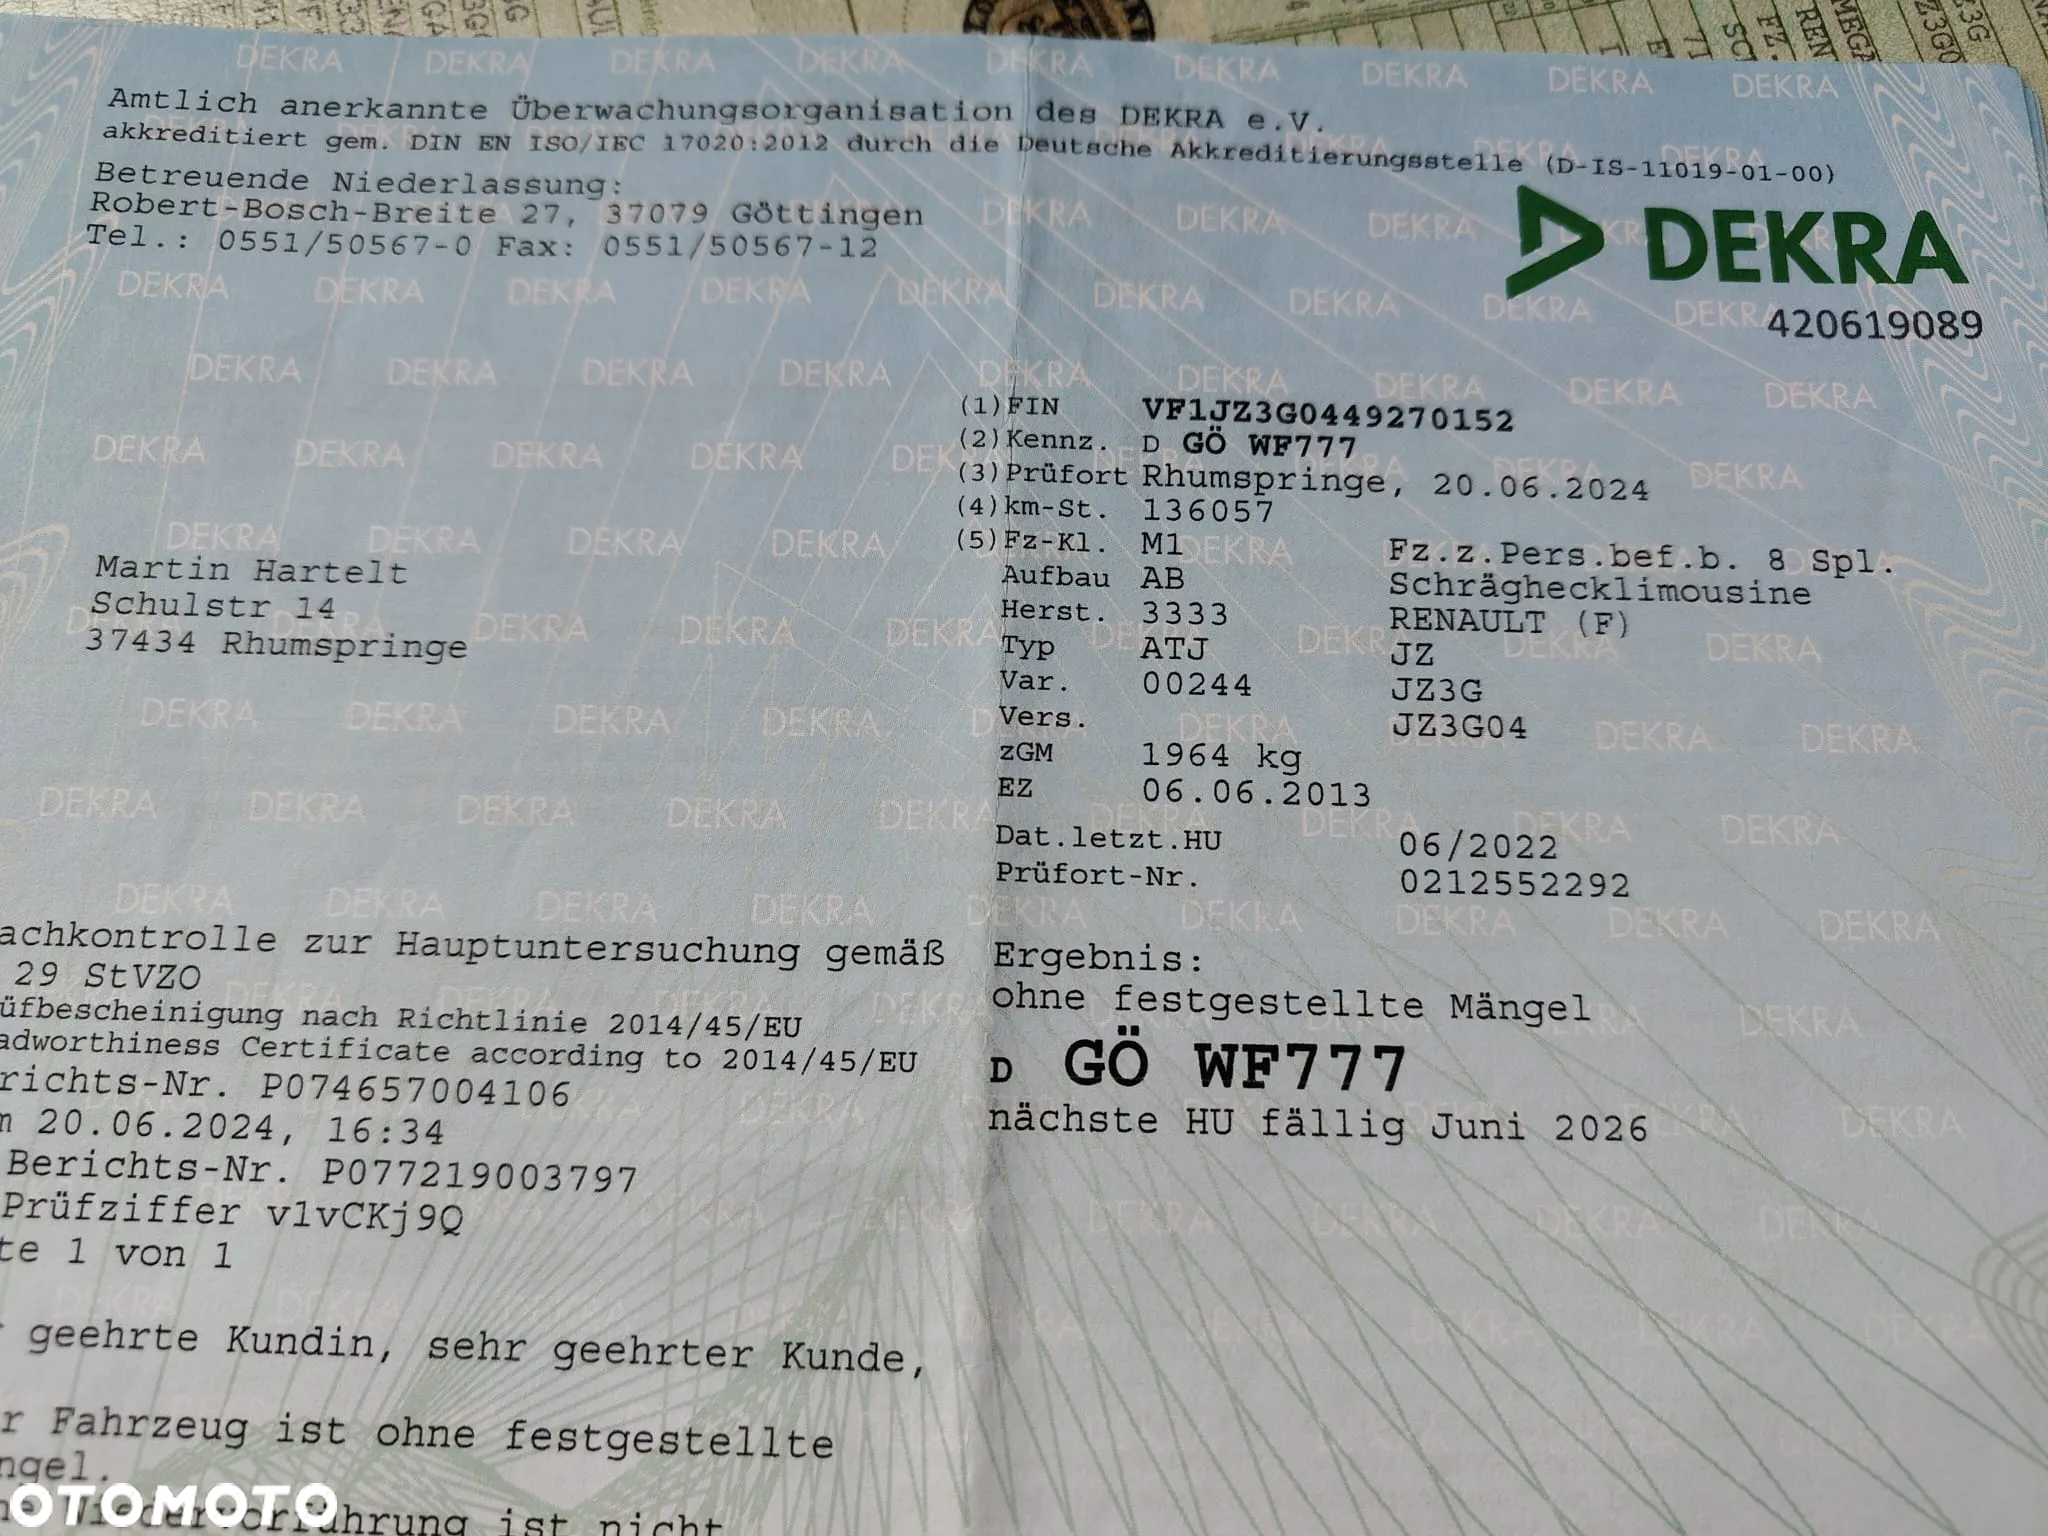 Amtlich anerkannte Überwachungsorganisation des DEKRA e.V.
akkreditiert gem. DIN EN ISO/IEC 17020:2012 durch die Deutsche Akkreditierungsstelle (D-IS-11019-01-00)
Betreuende Niederlassung:
Robert-Bosch-Breite 27, 37079 Göttingen
Tel.: 0551/50567-0 Fax: 0551/50567-12
DEKRA
420619089
(1) FIN VF1JZ3G0449270152
(2) Kennz. D GÖ WF777
(3) Prüfort Rhumspringe, 20.06.2024
(4) km-St. 136057
(5) Fz-Kl. M1 Fz.z.Pers.bef.b. 8 Spl.
Aufbau AB Schräghecklimousine
Herst. 3333 RENAULT (F)
Typ ATJ JZ
Var. 00244 JZ3G
Vers. JZ3G04
zGM 1964 kg
EZ 06.06.2013
Dat.letzt.HU 06/2022
Prüfort-Nr. 0212552292
Martin Hartelt
Schulstr 14
37434 Rhumspringe
achkontrolle zur Hauptuntersuchung gemäß
29 StVZO
üfbescheinigung nach Richtlinie 2014/45/EU
adworthiness Certificate according to 2014/45/EU
richts-Nr. P074657004106
m 20.06.2024, 16:34
Berichts-Nr. P077219003797
Prüfziffer v1vCKj9Q
te 1 von 1
Ergebnis:
ohne festgestellte Mängel
D GÖ WF777
nächste HU fällig Juni 2026
geehrte Kundin, sehr geehrter Kunde,
r Fahrzeug ist ohne festgestellte
ngel.
ne Wiedervorführung ist nicht
OTOMOTO